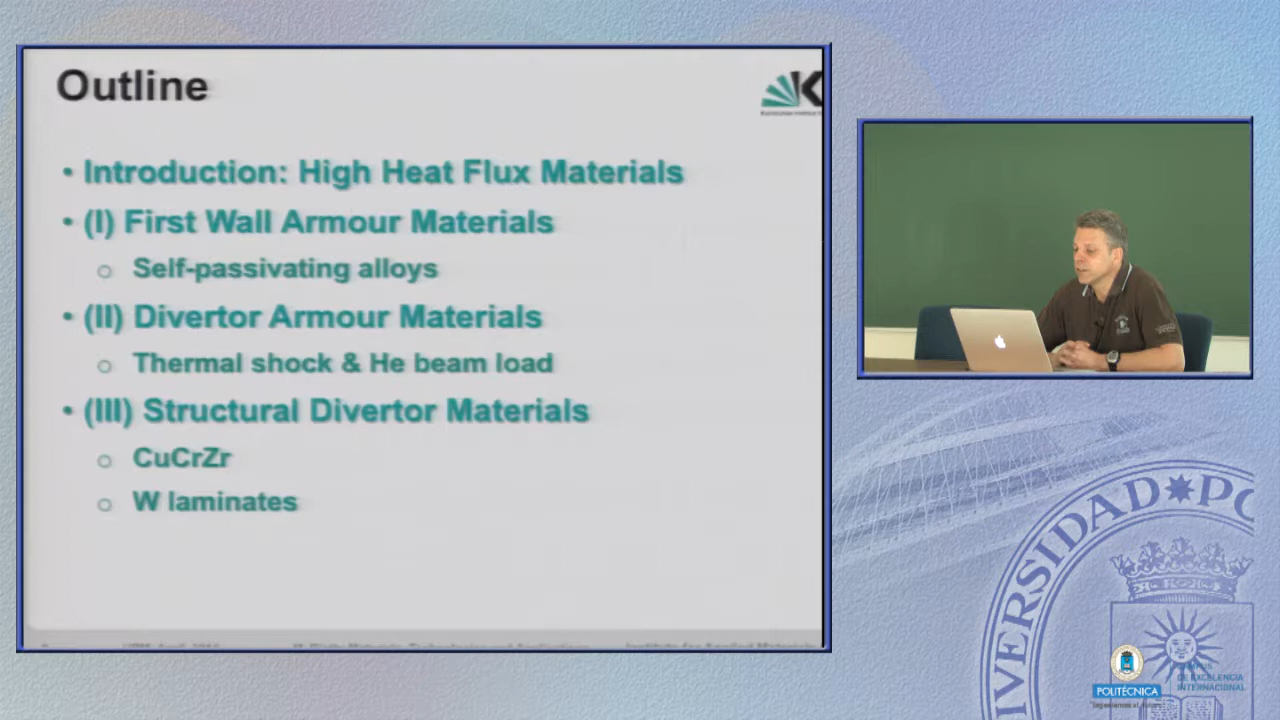 Outline
K
• Introduction: High Heat Flux Materials
• (I) First Wall Armour Materials
○ Self-passivating alloys
• (II) Divertor Armour Materials
○ Thermal shock & He beam load
• (III) Structural Divertor Materials
○ CuCrZr
○ W laminates
IVERSIDAD PO
DE EXCELENCIA
INTERNACIONAL
POLITÉCNICA